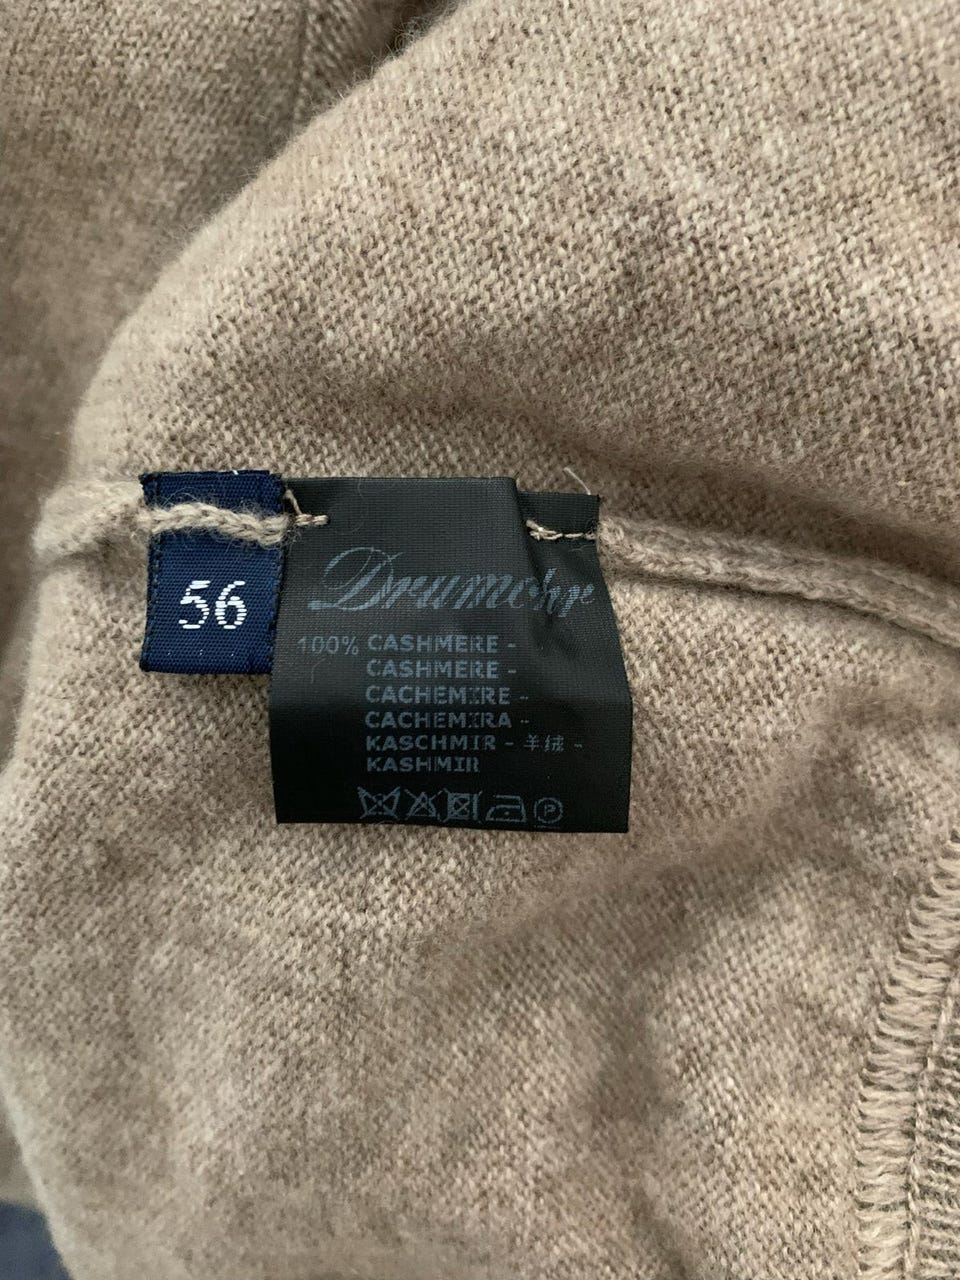 56
Drumohr
100% CASHMERE -
CASHMERE -
CACHEMIRE -
CACHEMIRA -
KASCHMIR - 羊绒 -
KASHMIR
P